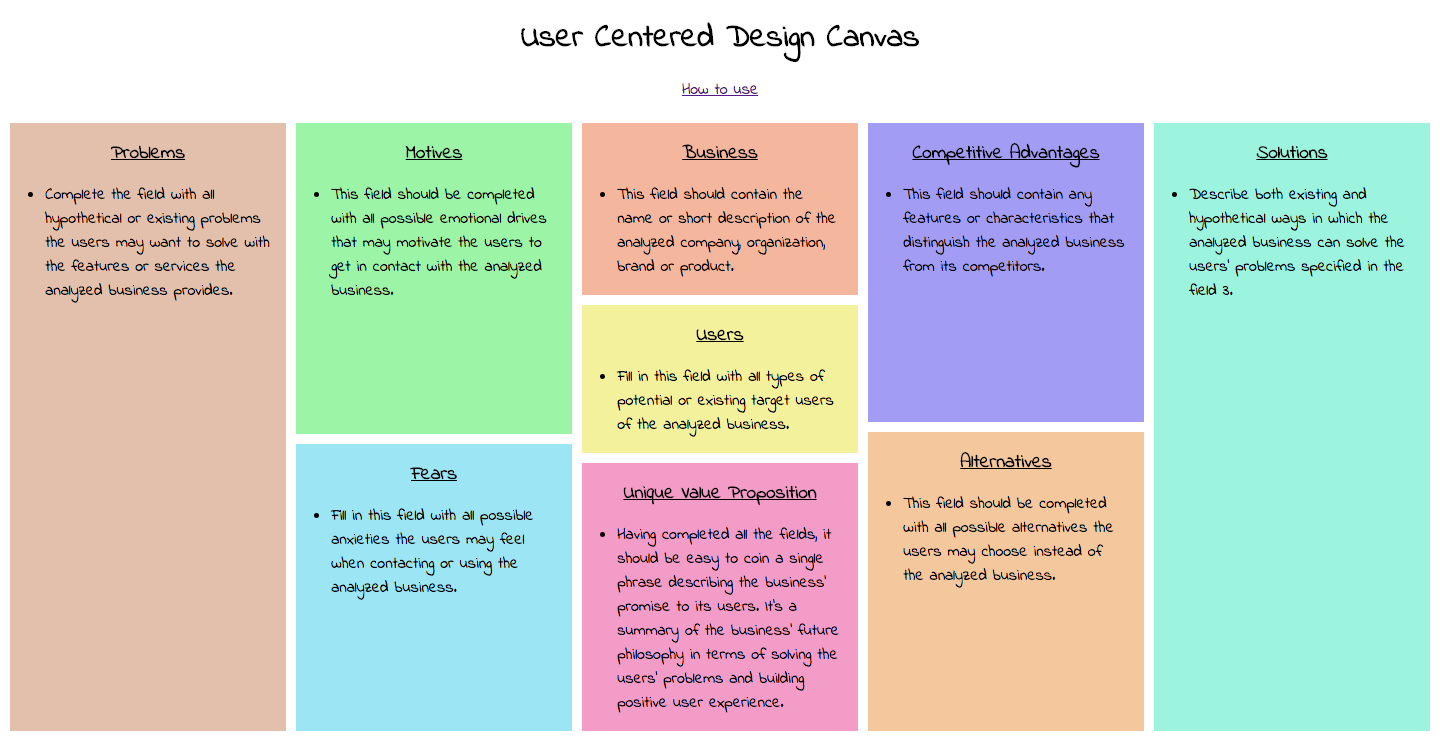 User Centered Design Canvas
How to use
Problems
• Complete the field with all
hypothetical or existing problems
the users may want to solve with
the features or services the
analyzed business provides.
Motives
• This field should be completed
with all possible emotional drives
that may motivate the users to
get in contact with the analyzed
business.
Fears
• Fill in this field with all possible
anxieties the users may feel
when contacting or using the
analyzed business.
Business
• This field should contain the
name or short description of the
analyzed company, organization,
brand or product.
Users
• Fill in this field with all types of
potential or existing target users
of the analyzed business.
Unique Value Proposition
• Having completed all the fields, it
should be easy to coin a single
phrase describing the business'
promise to its users. It's a
summary of the business' future
philosophy in terms of solving the
users' problems and building
positive user experience.
Competitive Advantages
• This field should contain any
features or characteristics that
distinguish the analyzed business
from its competitors.
Alternatives
• This field should be completed
with all possible alternatives the
users may choose instead of
the analyzed business.
Solutions
• Describe both existing and
hypothetical ways in which the
analyzed business can solve the
users' problems specified in the
field 3.